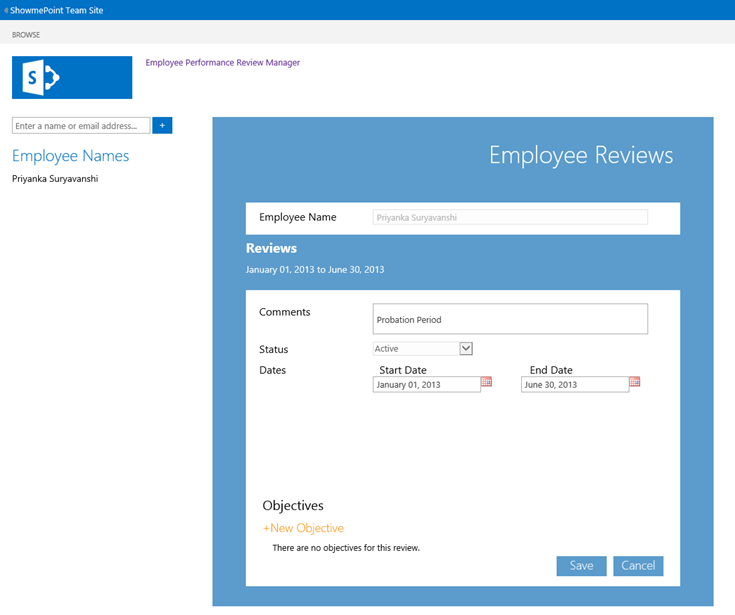 ShowmePoint Team Site
BROWSE
S
Employee Performance Review Manager
Enter a name or email address... +
Employee Names
Priyanka Suryavanshi
Employee Reviews
Employee Name Priyanka Suryavanshi
Reviews
January 01, 2013 to June 30, 2013
Comments Probation Period
Status Active
Dates Start Date End Date
January 01, 2013 June 30, 2013
Objectives
+New Objective
There are no objectives for this review.
Save Cancel